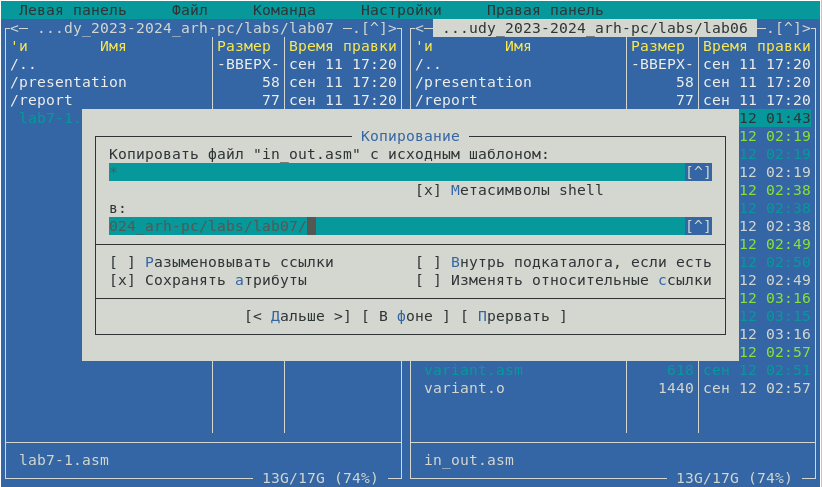 Левая панель Файл Команда Настройки Правая панель
<─ ...dy_2023-2024_arh-pc/labs/lab07 ─.[^]> <─ ...udy_2023-2024_arh-pc/labs/lab06 ─.[^]>
'и Имя Размер Время правки 'и Имя Размер Время правки
/.. -ВВЕРХ- сен 11 17:20 /.. -ВВЕРХ- сен 11 17:20
/presentation 58 сен 11 17:20 /presentation 58 сен 11 17:20
/report 77 сен 11 17:20 /report 77 сен 11 17:20
lab7-1. 12 01:43
Копирование 12 02:19
Копировать файл "in_out.asm" с исходным шаблоном: 12 02:19
* [^] 12 02:19
[x] Метасимволы shell 12 02:38
в: 12 02:38
024_arh-pc/labs/lab07/ [^] 12 02:38
12 02:49
[ ] Разыменовывать ссылки [ ] Внутрь подкаталога, если есть 12 02:50
[x] Сохранять атрибуты [ ] Изменять относительные ссылки 12 02:49
12 03:16
[< Дальше >] [ В фоне ] [ Прервать ] 12 03:15
12 03:16
12 02:57
variant.asm 618 сен 12 02:51
variant.o 1440 сен 12 02:57
lab7-1.asm in_out.asm
13G/17G (74%) 13G/17G (74%)